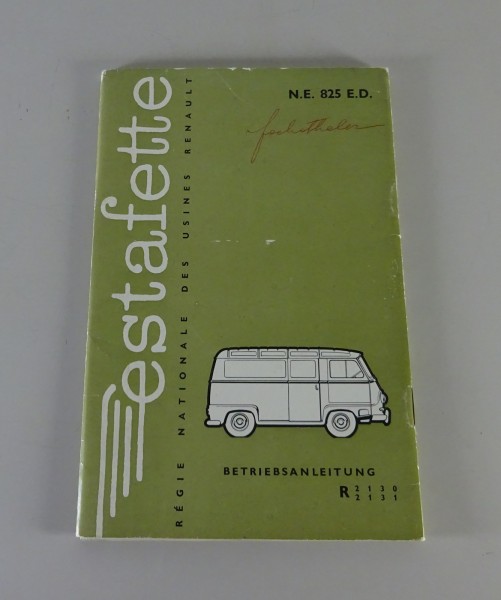 estafette
RÉGIE NATIONALE DES USINES RENAULT
N.E. 825 E.D.
BETRIEBSANLEITUNG
R 2130
2131